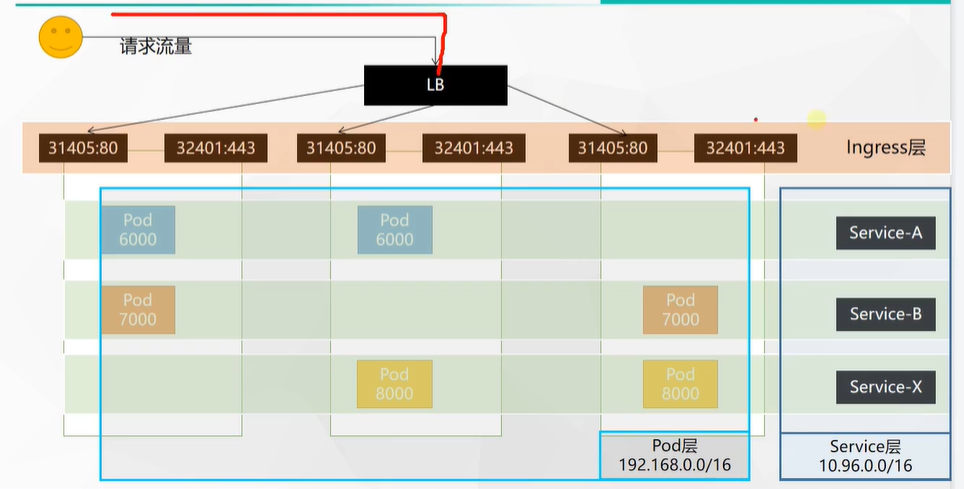 请求流量
LB
31405:80
32401:443
31405:80
32401:443
31405:80
32401:443
Ingress层
Pod
6000
Pod
6000
Service-A
Pod
7000
Pod
7000
Service-B
Pod
8000
Pod
8000
Service-X
Pod层
192.168.0.0/16
Service层
10.96.0.0/16